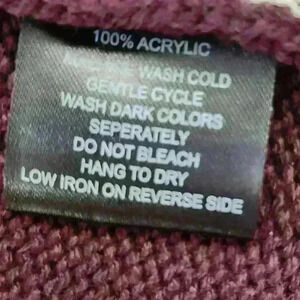 100% ACRYLIC
WASH COLD
GENTLE CYCLE
WASH DARK COLORS
SEPERATELY
DO NOT BLEACH
HANG TO DRY
LOW IRON ON REVERSE SIDE